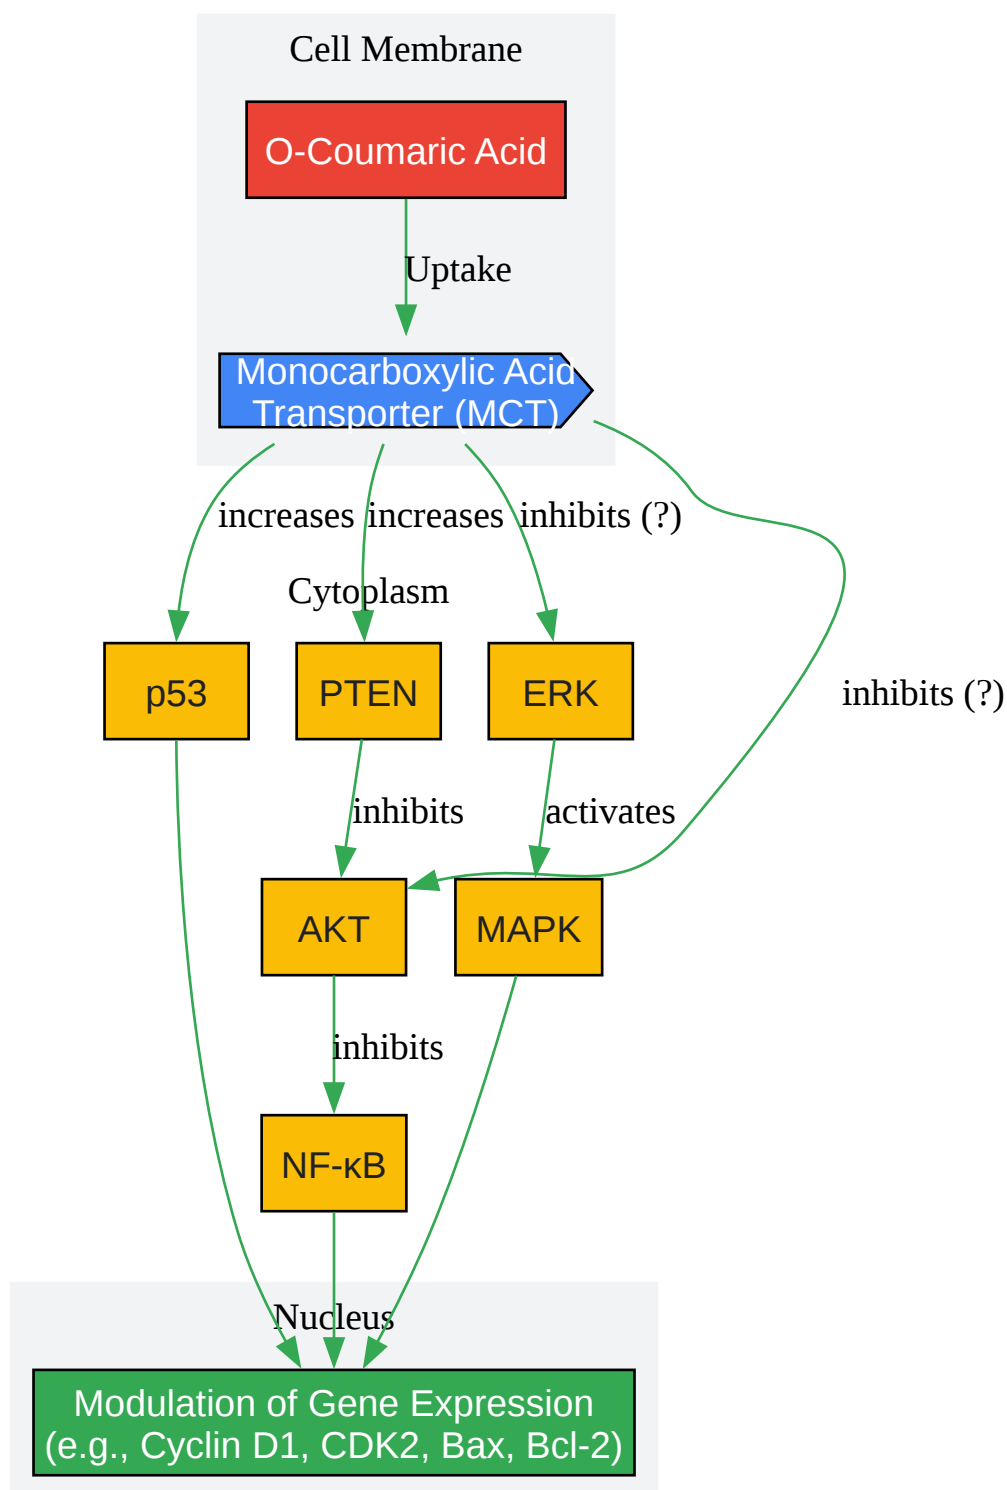 Cell Membrane
O-Coumaric Acid
Uptake
Monocarboxylic Acid
Transporter (MCT)
increases
increases
inhibits (?)
Cytoplasm
p53
PTEN
ERK
inhibits (?)
inhibits
activates
AKT
MAPK
inhibits
NF-κB
Nucleus
Modulation of Gene Expression
(e.g., Cyclin D1, CDK2, Bax, Bcl-2)